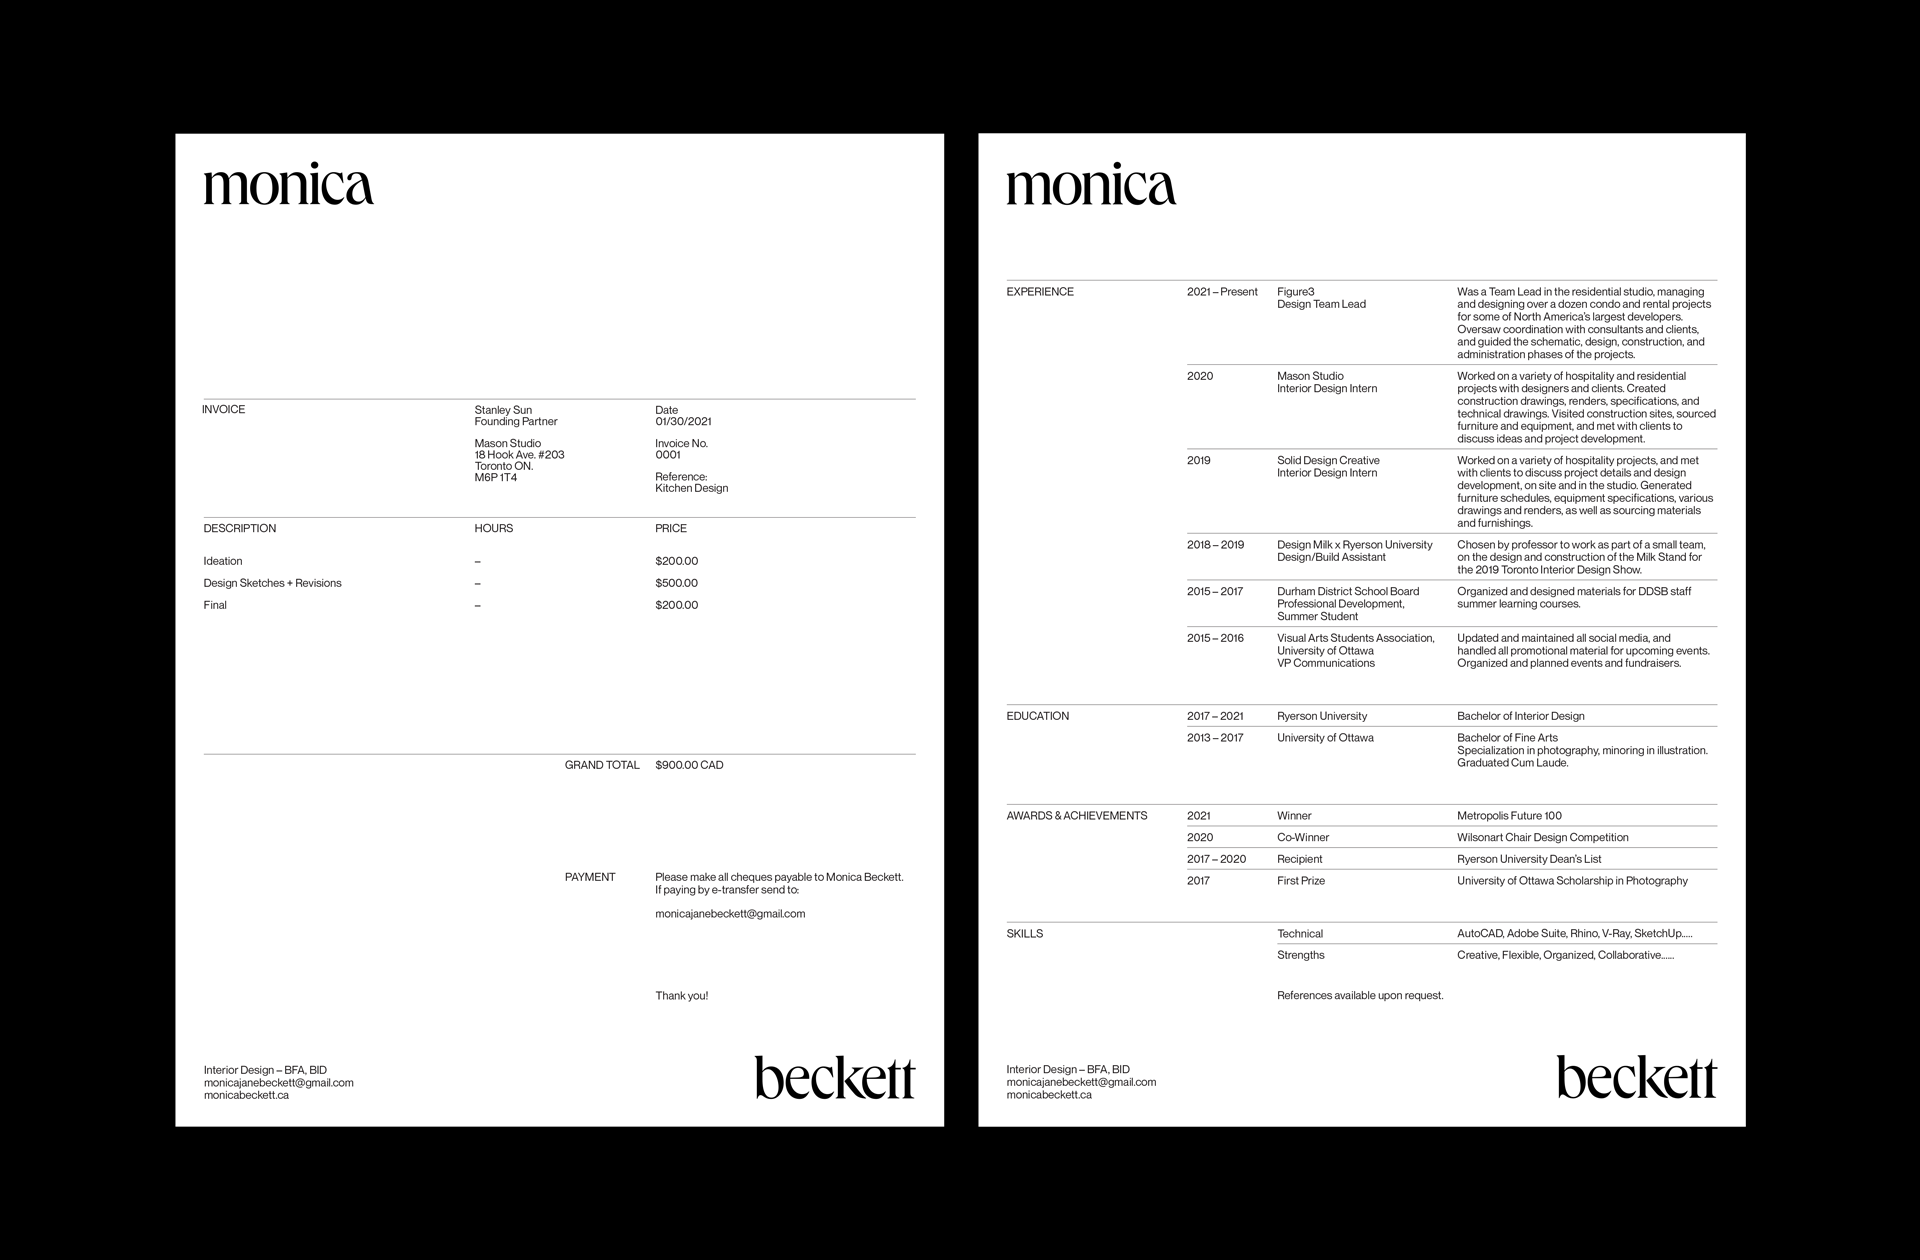 monica
INVOICE
Stanley Sun
Founding Partner
Mason Studio
18 Hook Ave. #203
Toronto ON.
M6P 1T4
Date
01/30/2021
Invoice No.
0001
Reference:
Kitchen Design
DESCRIPTION HOURS PRICE
Ideation – $200.00
Design Sketches + Revisions – $500.00
Final – $200.00
GRAND TOTAL $900.00 CAD
PAYMENT
Please make all cheques payable to Monica Beckett.
If paying by e-transfer send to:
monicajanebeckett@gmail.com
Thank you!
Interior Design – BFA, BID
monicajanebeckett@gmail.com
monicabeckett.ca
beckett
monica
EXPERIENCE
2021 – Present
Figure3
Design Team Lead
Was a Team Lead in the residential studio, managing
and designing over a dozen condo and rental projects
for some of North America's largest developers.
Oversaw coordination with consultants and clients,
and guided the schematic, design, construction, and
administration phases of the projects.
2020
Mason Studio
Interior Design Intern
Worked on a variety of hospitality and residential
projects with designers and clients. Created
construction drawings, renders, specifications, and
technical drawings. Visited construction sites, sourced
furniture and equipment, and met with clients to
discuss ideas and project development.
2019
Solid Design Creative
Interior Design Intern
Worked on a variety of hospitality projects, and met
with clients to discuss project details and design
development, on site and in the studio. Generated
furniture schedules, equipment specifications, various
drawings and renders, as well as sourcing materials
and furnishings.
2018 – 2019
Design Milk x Ryerson University
Design/Build Assistant
Chosen by professor to work as part of a small team,
on the design and construction of the Milk Stand for
the 2019 Toronto Interior Design Show.
2015 – 2017
Durham District School Board
Professional Development,
Summer Student
Organized and designed materials for DDSB staff
summer learning courses.
2015 – 2016
Visual Arts Students Association,
University of Ottawa
VP Communications
Updated and maintained all social media, and
handled all promotional material for upcoming events.
Organized and planned events and fundraisers.
EDUCATION
2017 – 2021 Ryerson University Bachelor of Interior Design
2013 – 2017 University of Ottawa Bachelor of Fine Arts
Specialization in photography, minoring in illustration.
Graduated Cum Laude.
AWARDS & ACHIEVEMENTS
2021 Winner Metropolis Future 100
2020 Co-Winner Wilsonart Chair Design Competition
2017 – 2020 Recipient Ryerson University Dean's List
2017 First Prize University of Ottawa Scholarship in Photography
SKILLS
Technical AutoCAD, Adobe Suite, Rhino, V-Ray, SketchUp.....
Strengths Creative, Flexible, Organized, Collaborative......
References available upon request.
Interior Design – BFA, BID
monicajanebeckett@gmail.com
monicabeckett.ca
beckett